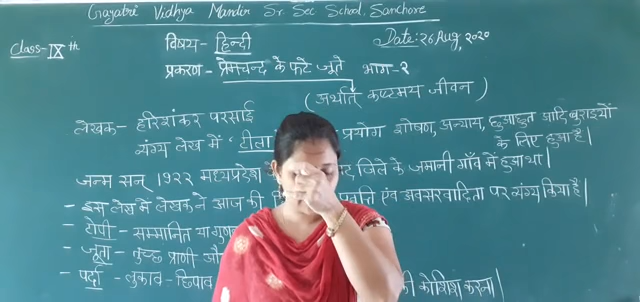 Gayatri Vidhya Mandir Sr. Sec School, Sanchore
Class-IXth
विषय- हिन्दी
Date: 26 Aug, 2020
प्रकरण - प्रेमचन्द के फटे जूते भाग-2
(अर्थात् कष्टमय जीवन)
लेखक- हरिशंकर परसाई
व्यंग्य लेख में 'टीला प्रयोग शोषण, अन्याय, छुआछुत आदि बुराइयों
के लिए हुआ है।
जन्म सन् १९२२ मध्यप्रदेश जिले के जमानी गाँव में हुआ था।
- इस लेख में लेखक ने आज की एवं अवसरवादिता पर व्यंग्य किया है।
- टोपी - सम्मानित या
- जूता -
- पर्दा - लुकाव - छिपाव की कोशिश करना।